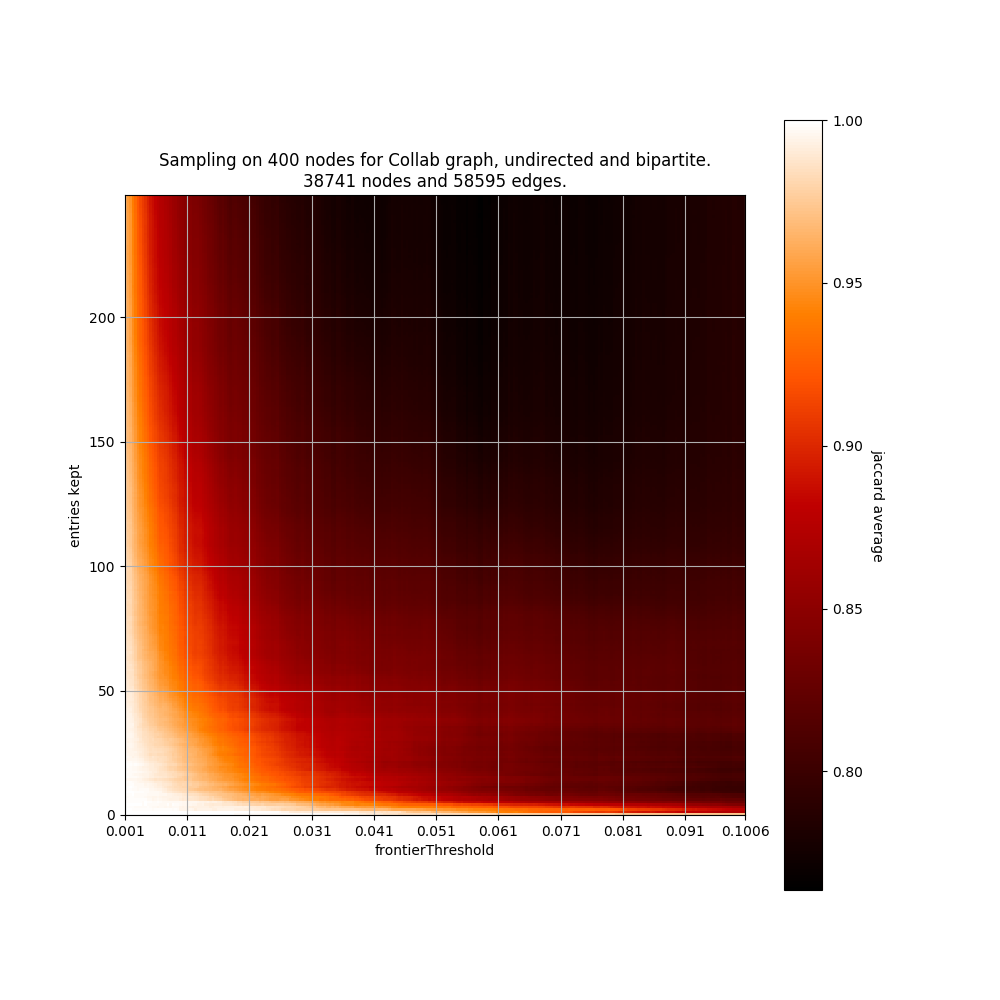 Sampling on 400 nodes for Collab graph, undirected and bipartite.
38741 nodes and 58595 edges.
200
150
100
50
0
entries kept
0.001 0.011 0.021 0.031 0.041 0.051 0.061 0.071 0.081 0.091 0.1006
frontierThreshold
1.00
0.95
0.90
0.85
0.80
jaccard average